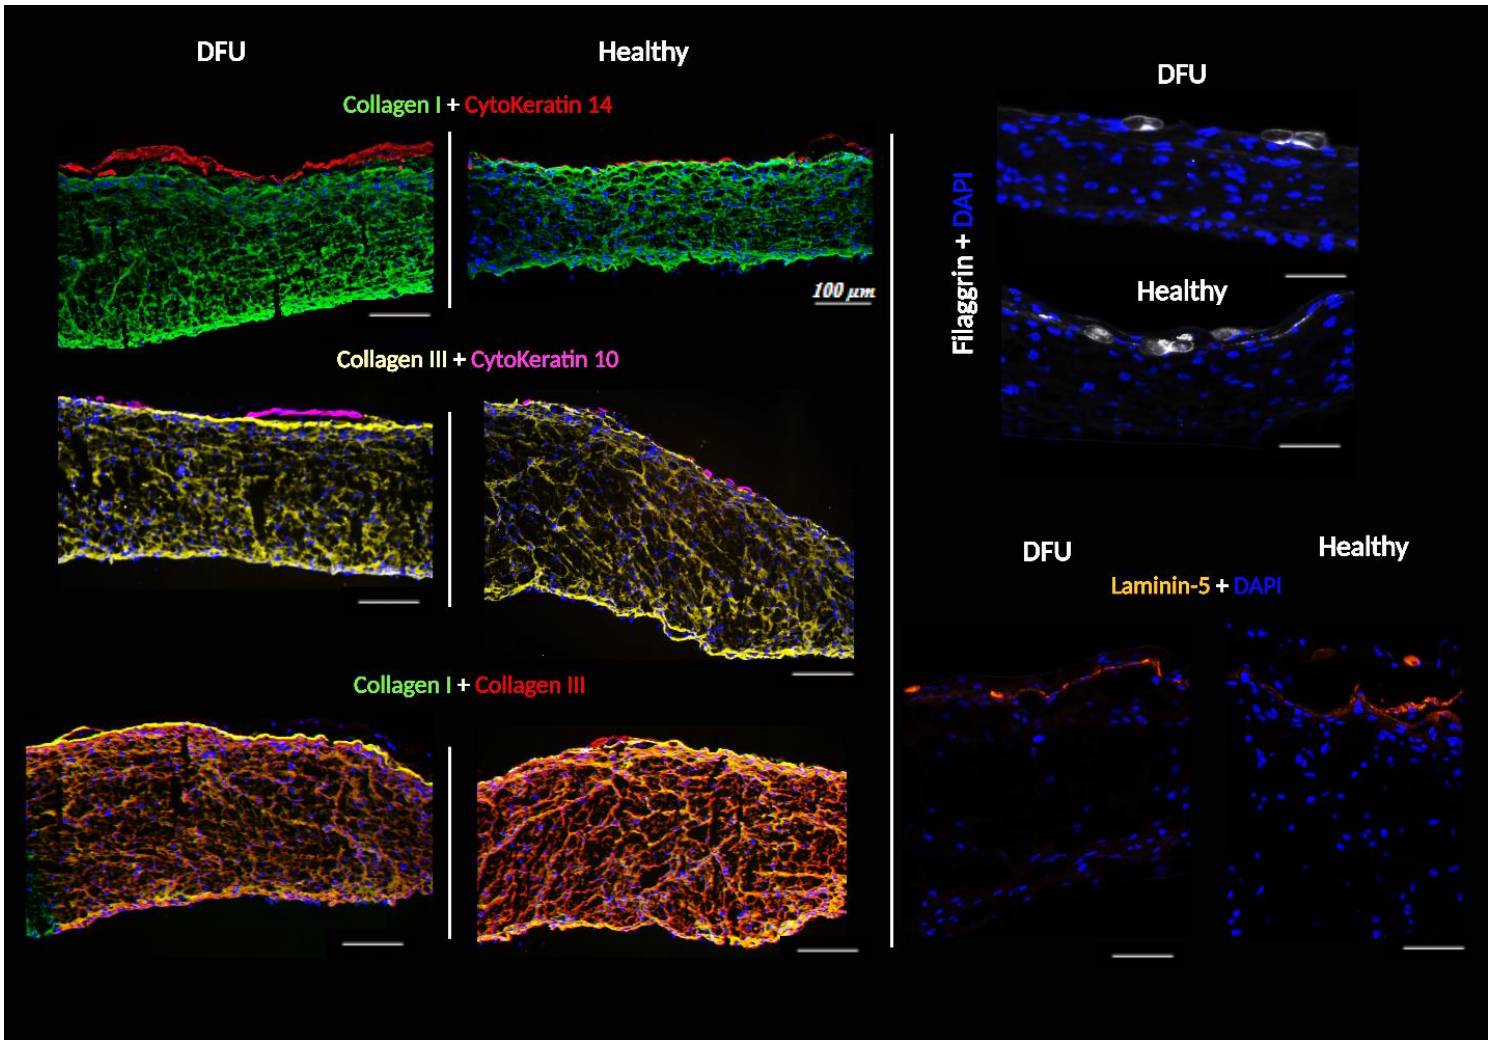 DFU
Healthy
Collagen I + CytoKeratin 14
100 µm
Collagen III + CytoKeratin 10
Collagen I + Collagen III
DFU
Filaggrin + DAPI
Healthy
DFU
Healthy
Laminin-5 + DAPI